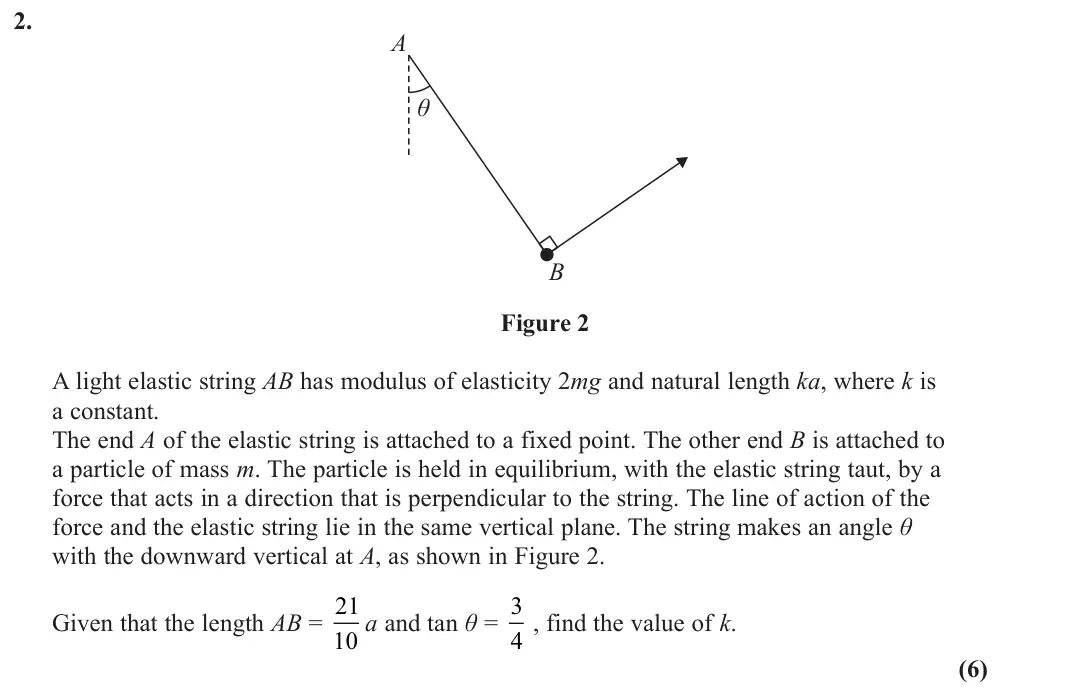 2.
A
θ
B
Figure 2
A light elastic string AB has modulus of elasticity 2mg and natural length ka, where k is
a constant.
The end A of the elastic string is attached to a fixed point. The other end B is attached to
a particle of mass m. The particle is held in equilibrium, with the elastic string taut, by a
force that acts in a direction that is perpendicular to the string. The line of action of the
force and the elastic string lie in the same vertical plane. The string makes an angle θ
with the downward vertical at A, as shown in Figure 2.
Given that the length AB = 21/10 a and tan θ = 3/4 , find the value of k.
(6)